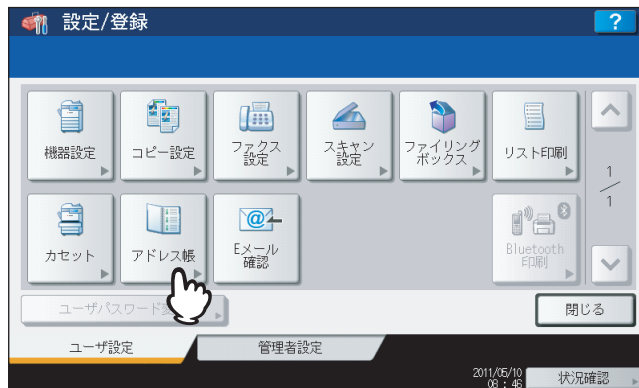 設定/登録
?
機器設定
コピー設定
ファクス
設定
スキャン
設定
ファイリング
ボックス
リスト印刷
1
1
カセット
アドレス帳
Eメール
確認
Bluetooth
印刷
ユーザパスワード
閉じる
ユーザ設定
管理者設定
2011/05/10
08 : 46
状況確認